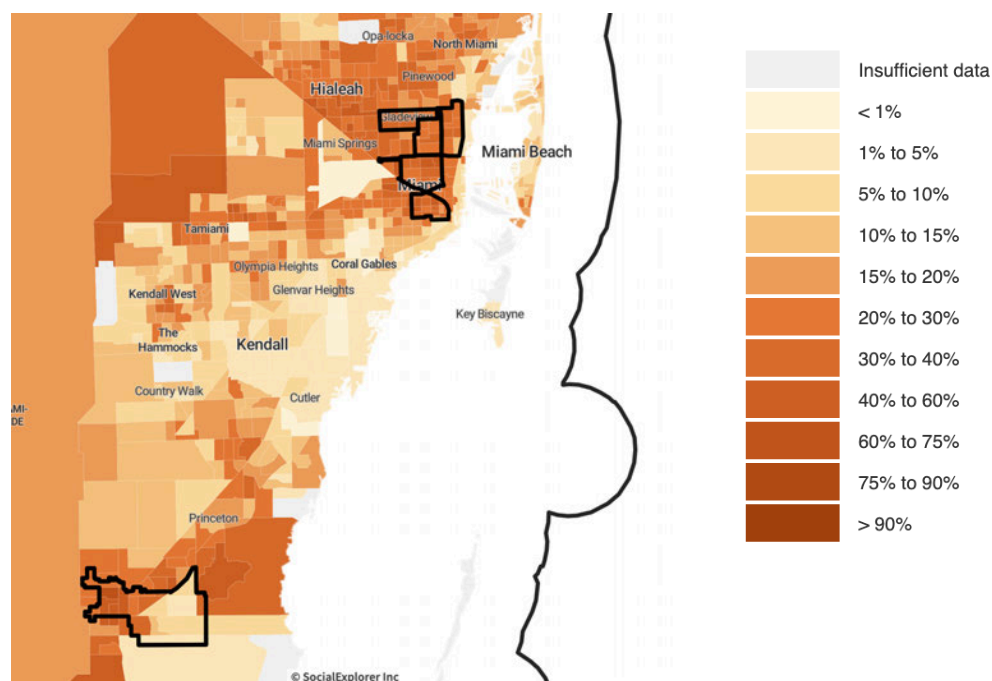 Opa-locka
North Miami
Pinewood
Hialeah
Gladeview
Miami Springs
Miami Beach
Miami
Tamiami
Olympia Heights
Coral Gables
Glenvar Heights
Kendall West
Key Biscayne
The
Hammocks
Kendall
Country Walk
Cutler
MI-
DE
Princeton
© SocialExplorer Inc
Insufficient data
< 1%
1% to 5%
5% to 10%
10% to 15%
15% to 20%
20% to 30%
30% to 40%
40% to 60%
60% to 75%
75% to 90%
> 90%